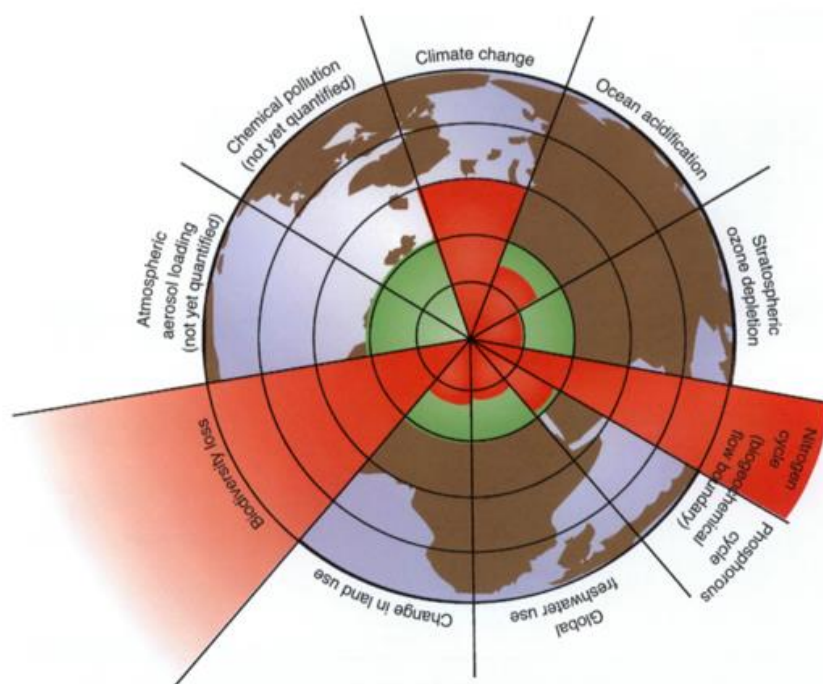 Climate change
Ocean acidification
Stratospheric
ozone depletion
Nitrogen
cycle
(biogeochemical
flow boundary)
Phosphorous
cycle
Global
freshwater use
Change in land use
Biodiversity loss
Atmospheric
aerosol loading
(not yet quantified)
Chemical pollution
(not yet quantified)